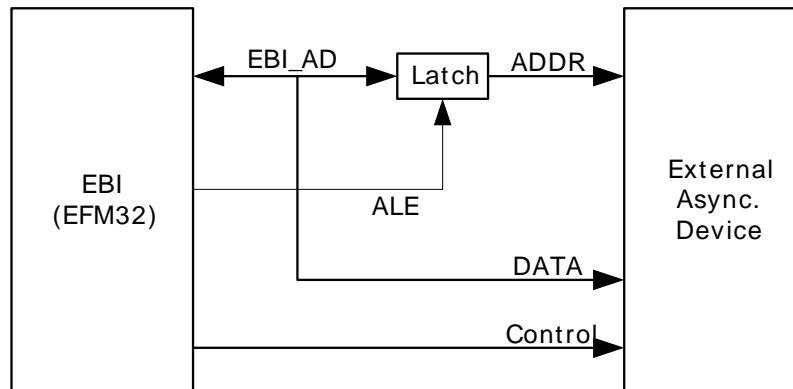 EBI_AD
Latch
ADDR
EBI
(EFM32)
ALE
External
Async.
Device
DATA
Control